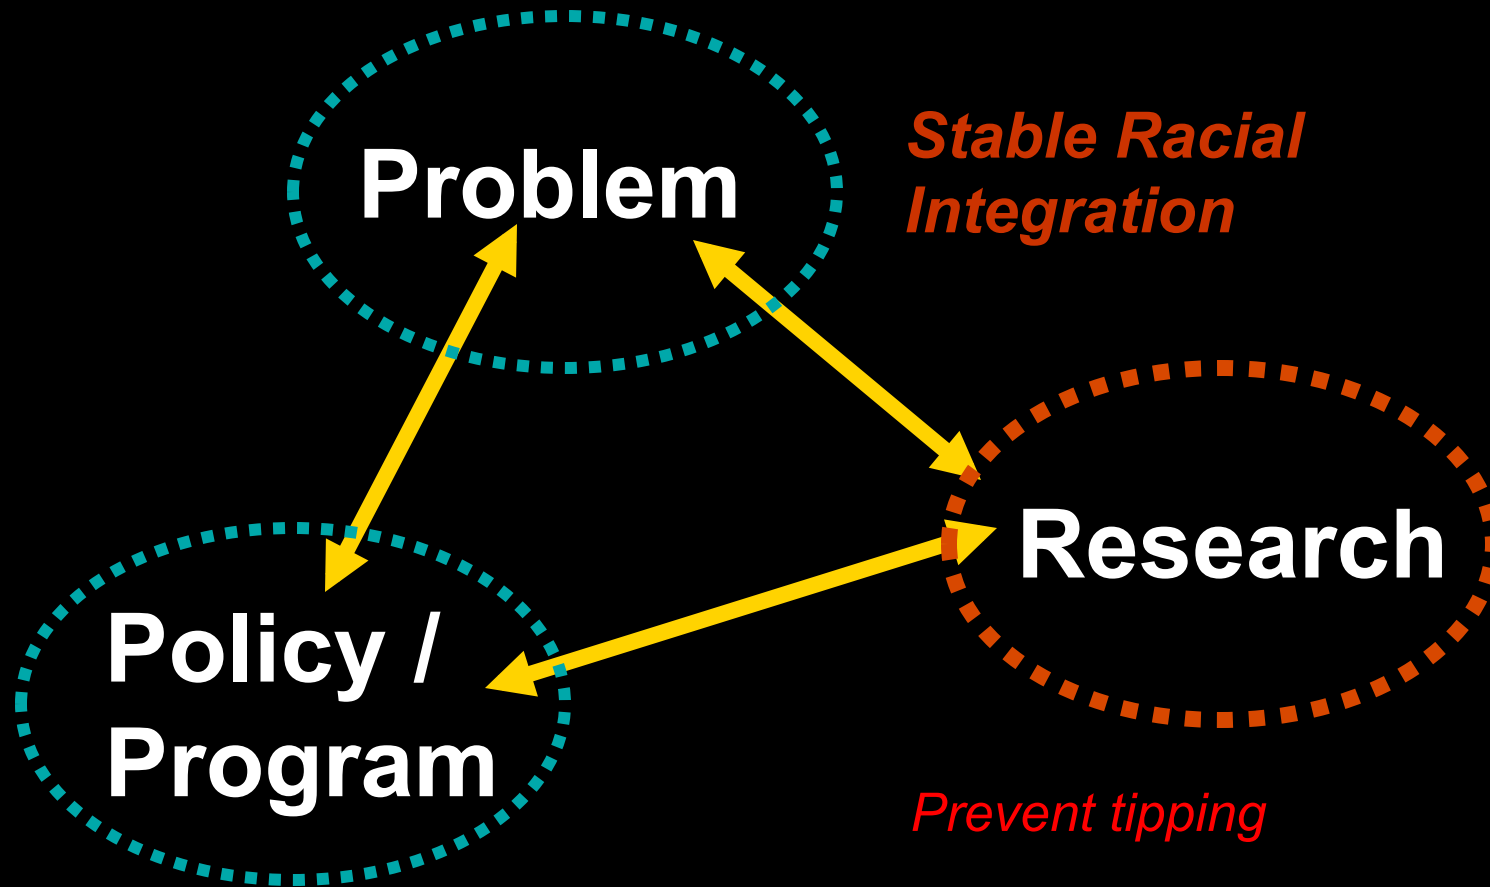 Problem
Stable Racial
Integration
Research
Policy /
Program
Prevent tipping